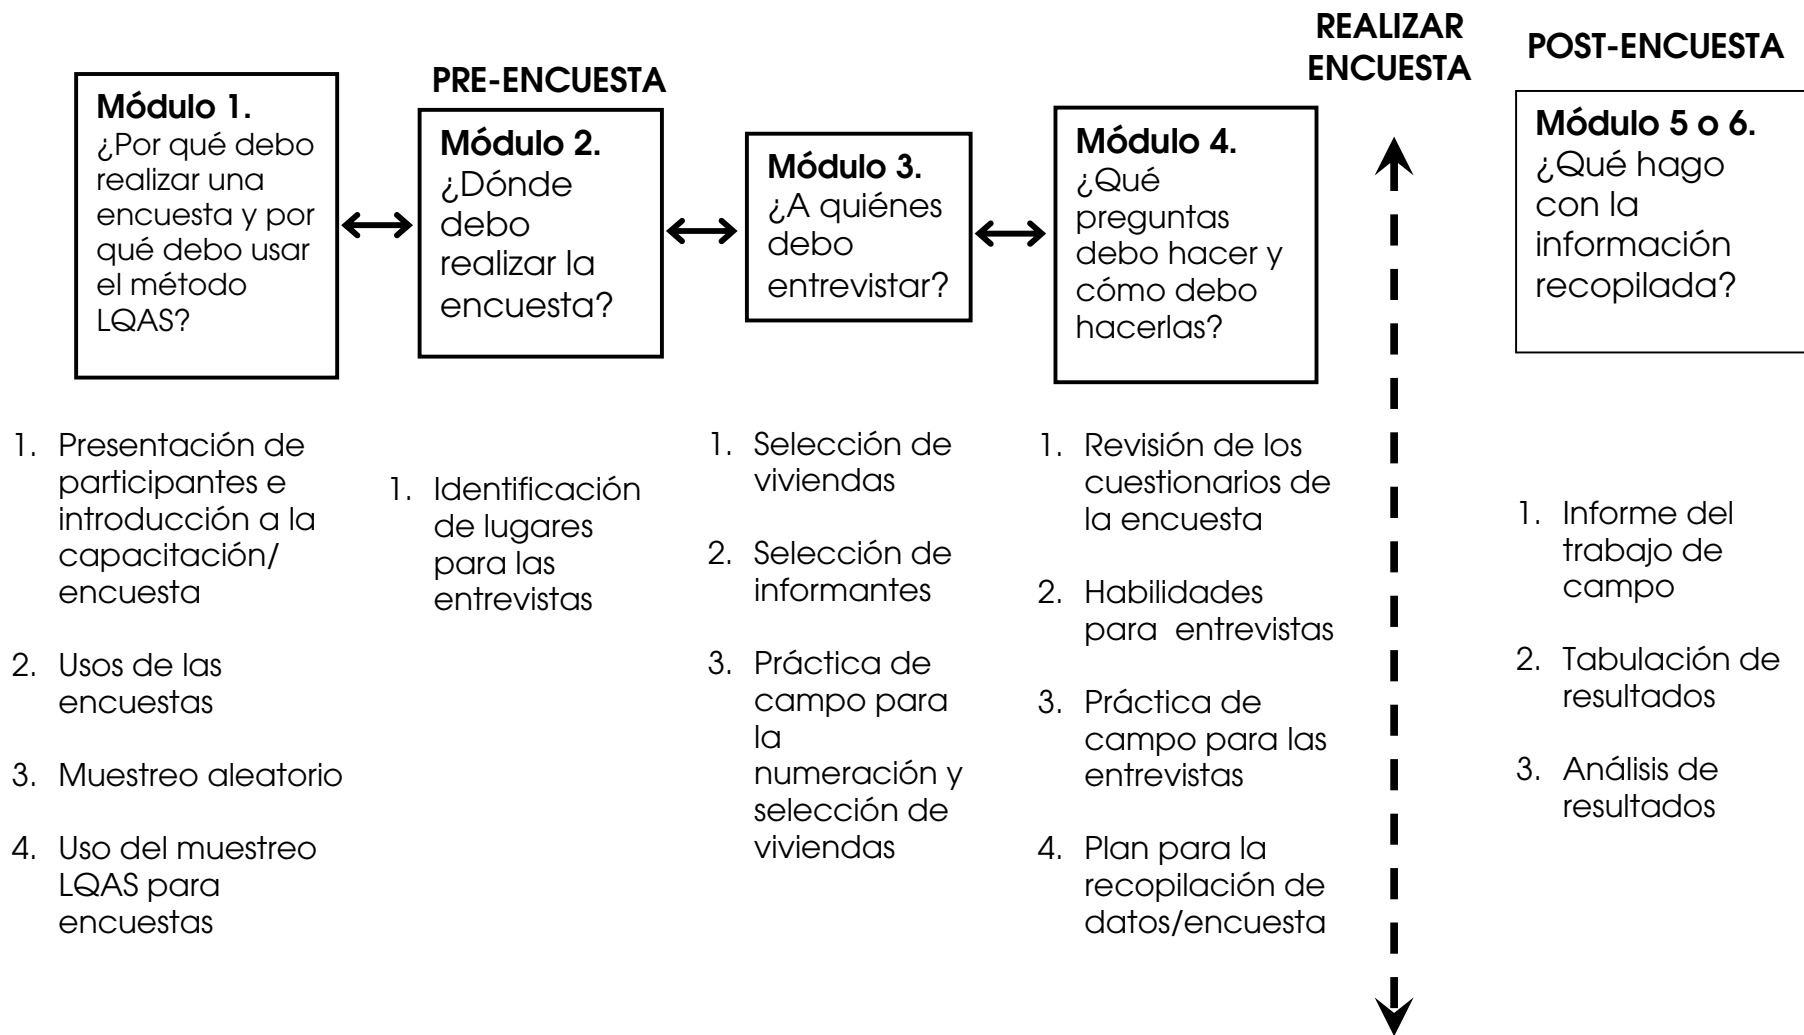 PRE-ENCUESTA
REALIZAR
ENCUESTA
POST-ENCUESTA
Módulo 1.
¿Por qué debo
realizar una
encuesta y por
qué debo usar
el método
LQAS?
Módulo 2.
¿Dónde
debo
realizar la
encuesta?
Módulo 3.
¿A quiénes
debo
entrevistar?
Módulo 4.
¿Qué
preguntas
debo hacer y
cómo debo
hacerlas?
Módulo 5 o 6.
¿Qué hago
con la
información
recopilada?
1. Presentación de
participantes e
introducción a la
capacitación/
encuesta
2. Usos de las
encuestas
3. Muestreo aleatorio
4. Uso del muestreo
LQAS para
encuestas
1. Identificación
de lugares
para las
entrevistas
1. Selección de
viviendas
2. Selección de
informantes
3. Práctica de
campo para
la
numeración y
selección de
viviendas
1. Revisión de los
cuestionarios de
la encuesta
2. Habilidades
para entrevistas
3. Práctica de
campo para las
entrevistas
4. Plan para la
recopilación de
datos/encuesta
1. Informe del
trabajo de
campo
2. Tabulación de
resultados
3. Análisis de
resultados